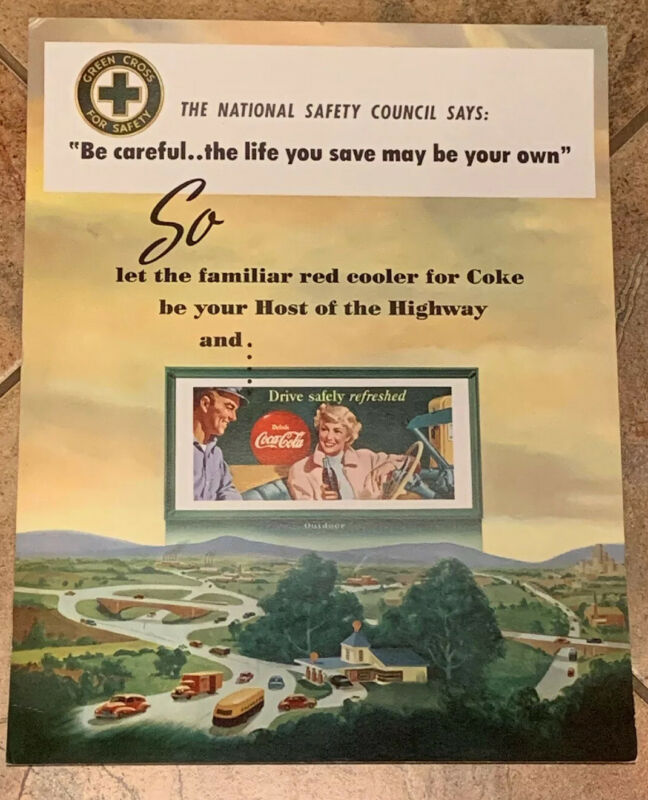 GREEN CROSS
FOR SAFETY
THE NATIONAL SAFETY COUNCIL SAYS:
"Be careful..the life you save may be your own"
So
let the familiar red cooler for Coke
be your Host of the Highway
and.
Drive safely refreshed
Drink
Coca-Cola
Outdoor